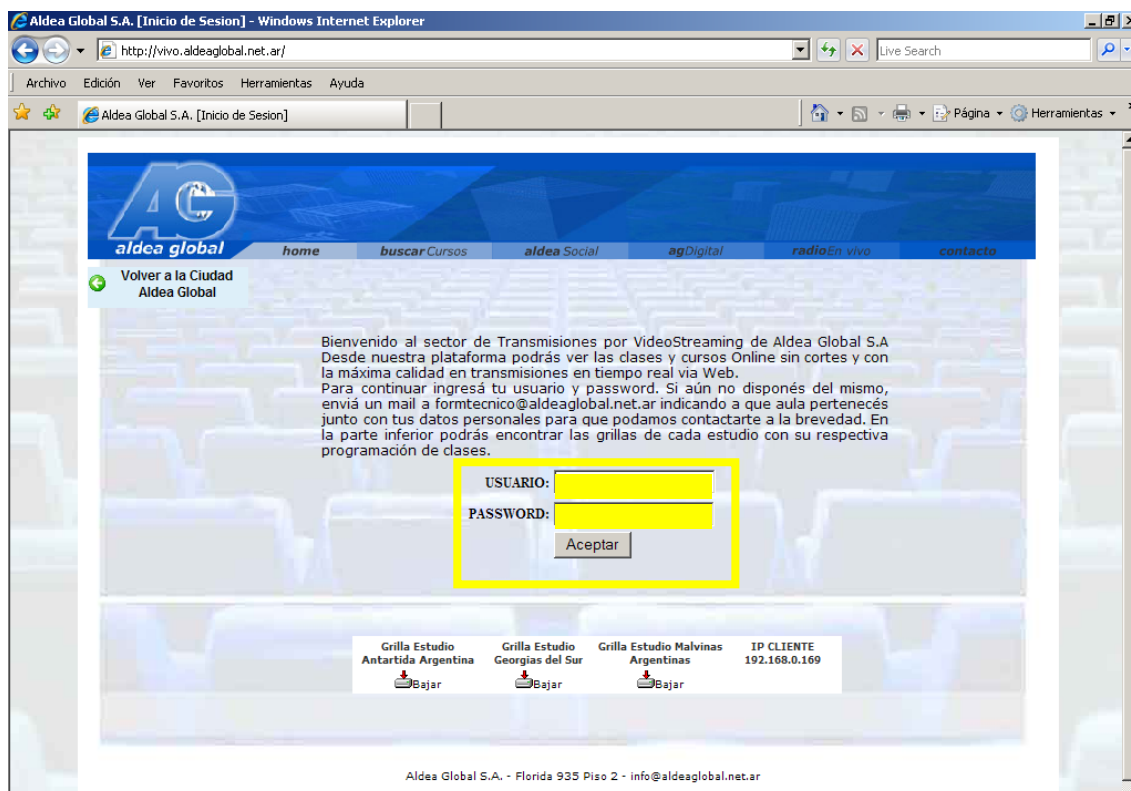 Aldea Global S.A. [Inicio de Sesion] - Windows Internet Explorer
http://vivo.aldeaglobal.net.ar/
Live Search
Archivo Edición Ver Favoritos Herramientas Ayuda
Aldea Global S.A. [Inicio de Sesion]
Página Herramientas
AG
aldea global
home buscarCursos aldeaSocial agDigital radioEn vivo contacto
Volver a la Ciudad
Aldea Global
Bienvenido al sector de Transmisiones por VideoStreaming de Aldea Global S.A
Desde nuestra plataforma podrás ver las clases y cursos Online sin cortes y con
la máxima calidad en transmisiones en tiempo real via Web.
Para continuar ingresá tu usuario y password. Si aún no disponés del mismo,
enviá un mail a formtecnico@aldeaglobal.net.ar indicando a que aula pertenecés
junto con tus datos personales para que podamos contactarte a la brevedad. En
la parte inferior podrás encontrar las grillas de cada estudio con su respectiva
programación de clases.
USUARIO:
PASSWORD:
Aceptar
Grilla Estudio Grilla Estudio Grilla Estudio Malvinas IP CLIENTE
Antartida Argentina Georgias del Sur Argentinas 192.168.0.169
Bajar Bajar Bajar
Aldea Global S.A. - Florida 935 Piso 2 - info@aldeaglobal.net.ar